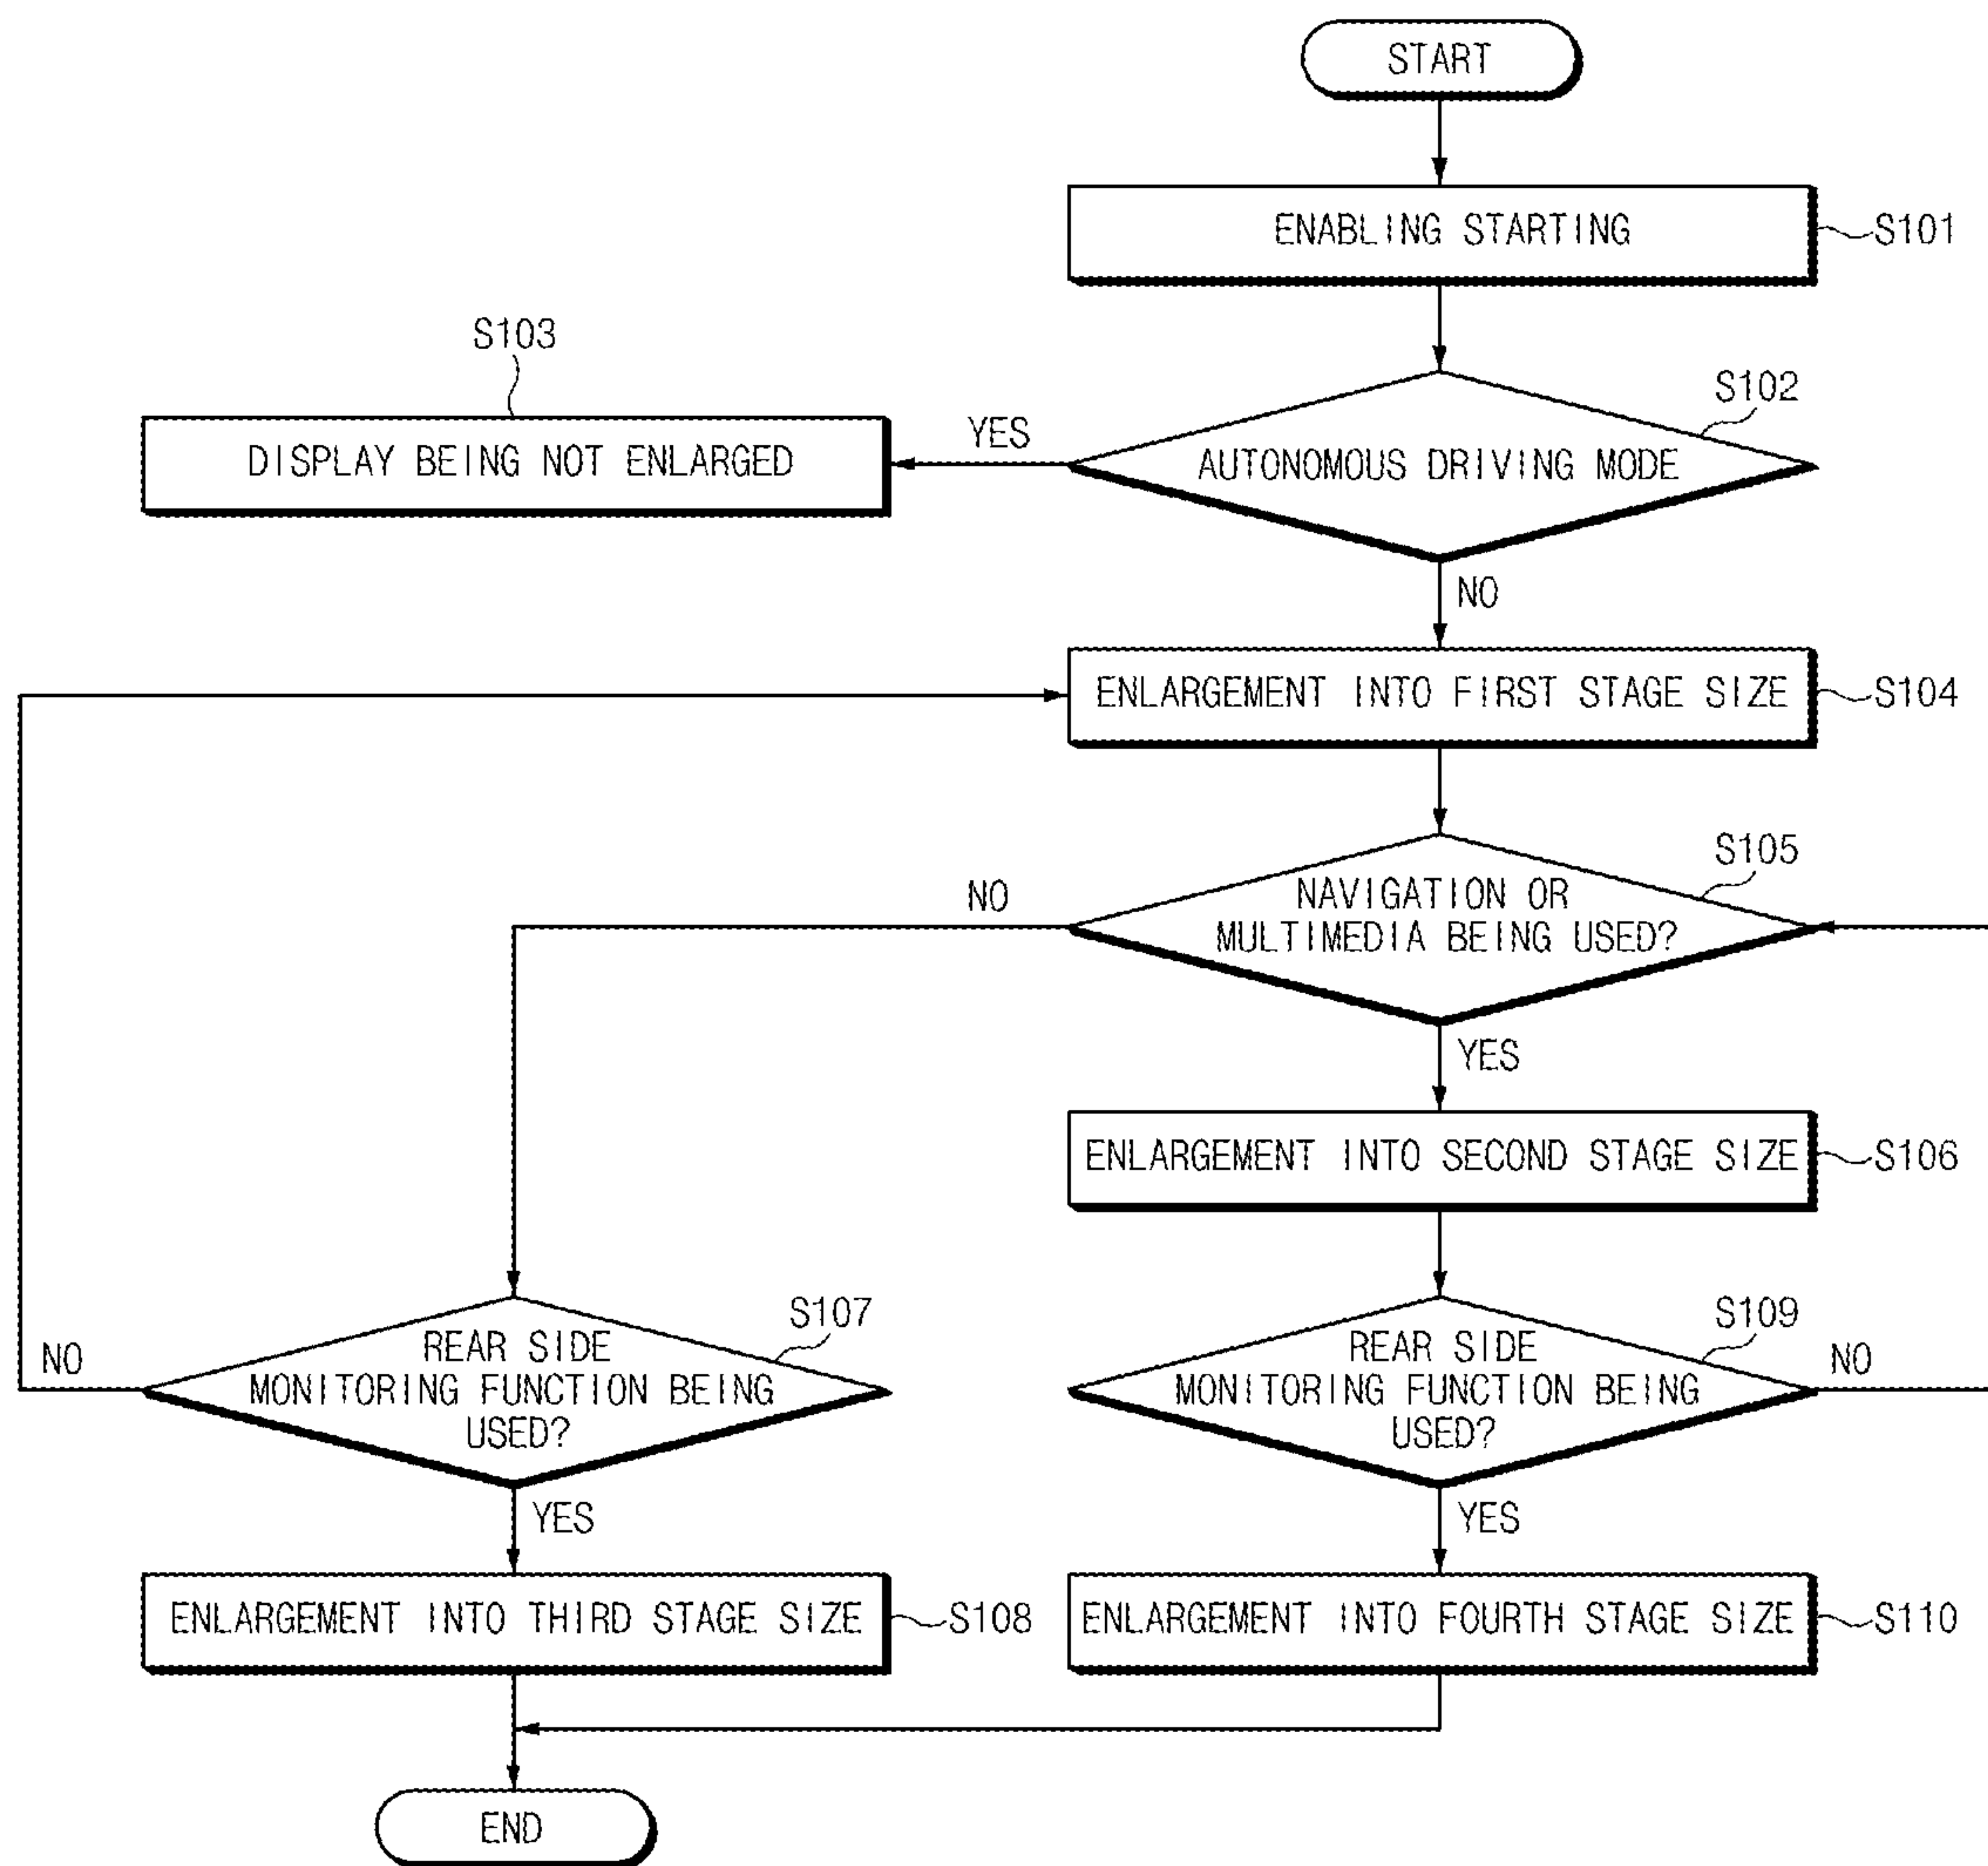 START
ENABLING STARTING
S101
S103
S102
DISPLAY BEING NOT ENLARGED
YES
AUTONOMOUS DRIVING MODE
NO
ENLARGEMENT INTO FIRST STAGE SIZE
S104
S105
NO
NAVIGATION OR
MULTIMEDIA BEING USED?
YES
ENLARGEMENT INTO SECOND STAGE SIZE
S106
S107
NO
REAR SIDE
MONITORING FUNCTION BEING
USED?
S109
REAR SIDE
MONITORING FUNCTION BEING
USED?
NO
YES
YES
ENLARGEMENT INTO THIRD STAGE SIZE
S108
ENLARGEMENT INTO FOURTH STAGE SIZE
S110
END